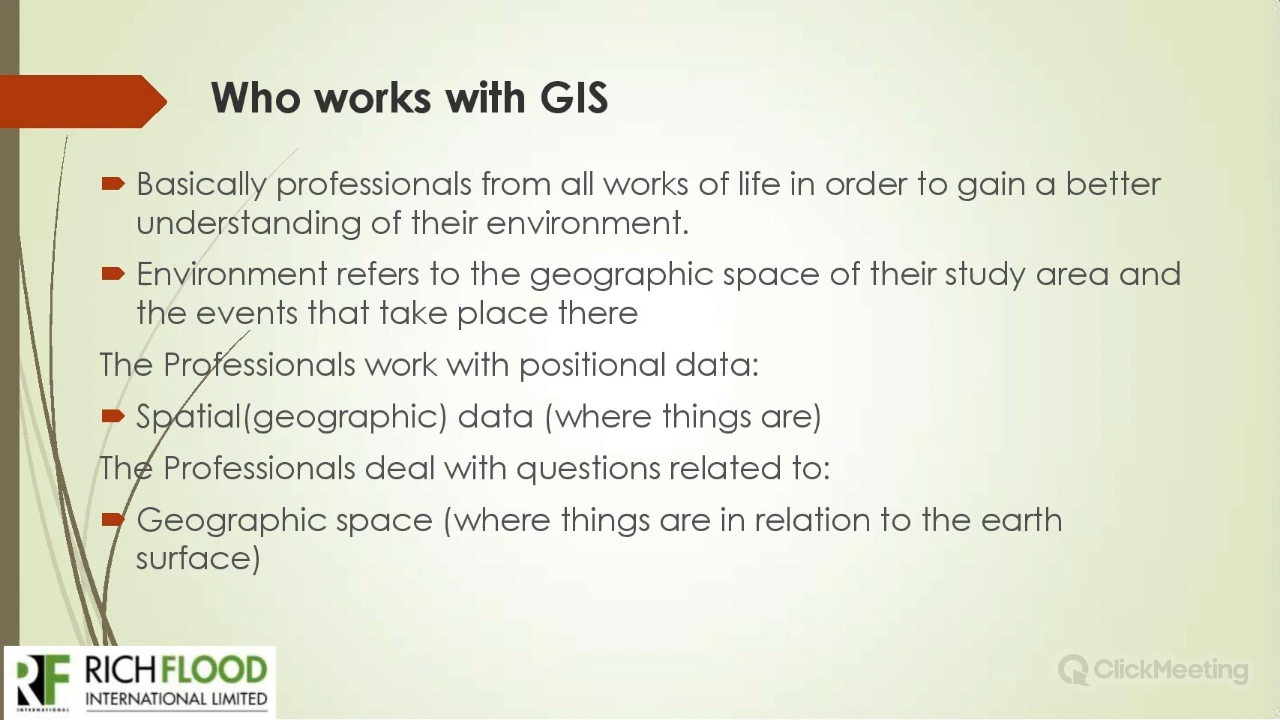 Who works with GIS
Basically professionals from all works of life in order to gain a better
understanding of their environment.
Environment refers to the geographic space of their study area and
the events that take place there
The Professionals work with positional data:
Spatial(geographic) data (where things are)
The Professionals deal with questions related to:
Geographic space (where things are in relation to the earth
surface)
RF
INTERNATIONAL
RICHFLOOD
INTERNATIONAL LIMITED
ClickMeeting